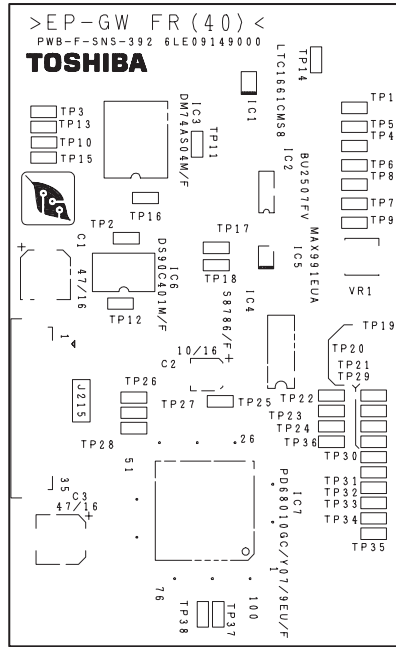 >EP-GW FR(40)<
PWB-F-SNS-392 6LE09149000
TOSHIBA
LTC1661CMS8
TP14
IC1
IC3
DM74AS04M/F
TP11
IC2
BU2507FV
TP1
TP3
TP13
TP10
TP15
TP5
TP4
TP6
TP8
TP7
TP9
TP16
TP2
TP17
TP18
MAX991EUA
IC5
VR1
C1
47/16
DS90C401M/F
IC6
TP12
S8786/F
IC4
TP19
TP20
TP21
TP29
1
C2
10/16
J215
TP26
TP27
TP25
TP22
TP23
TP24
TP36
TP28
26
51
TP30
TP31
TP32
TP33
TP34
TP35
35
C3
47/16
IC7
PD68010GC/Y07/9EU/F
1
76
100
TP38
TP37